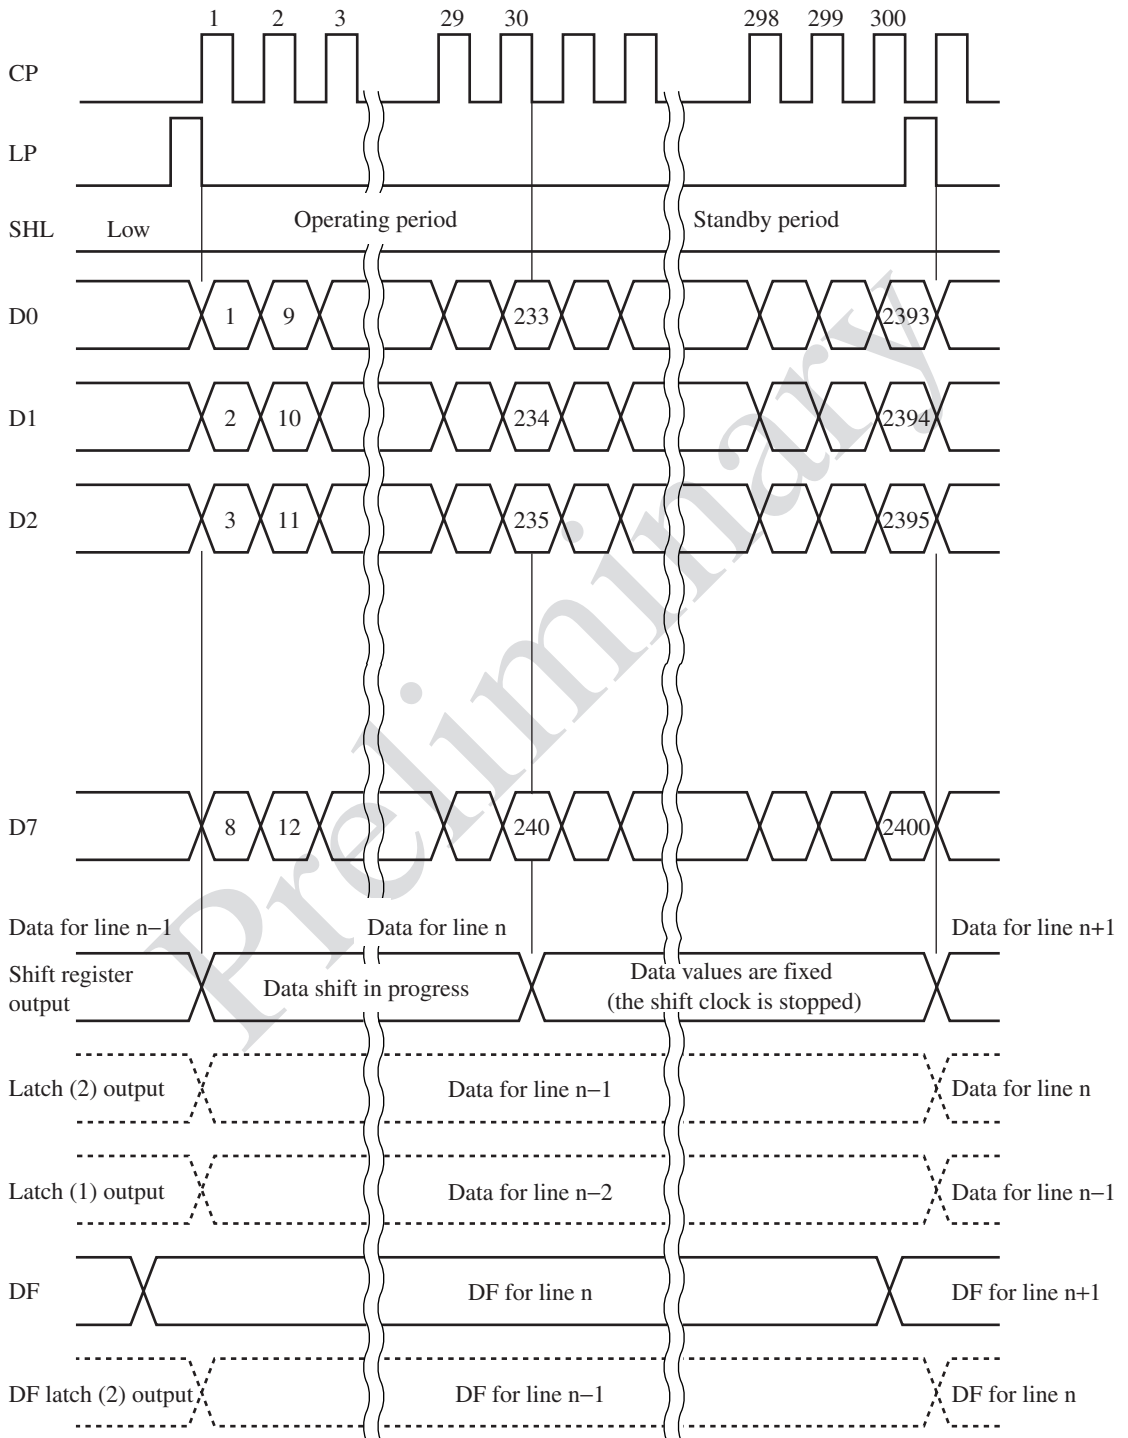 1 2 3 29 30 298 299 300
CP
LP
SHL Low Operating period Standby period
D0 1 9 233 2393
D1 2 10 234 2394
D2 3 11 235 2395
D7 8 12 240 2400
Data for line n−1 Data for line n Data for line n+1
Shift register
output
Data shift in progress
Data values are fixed
(the shift clock is stopped)
Latch (2) output Data for line n−1 Data for line n
Latch (1) output Data for line n−2 Data for line n−1
DF DF for line n DF for line n+1
DF latch (2) output DF for line n−1 DF for line n
Preliminary